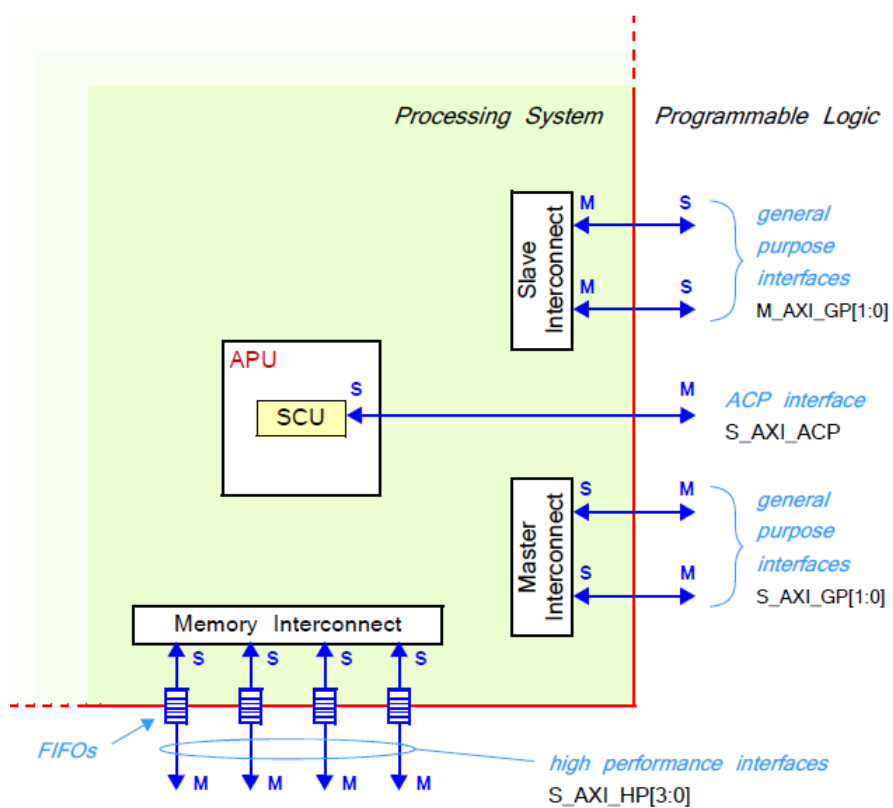 Processing System
Programmable Logic
Slave
Interconnect
M
S
M
S
general
purpose
interfaces
M_AXI_GP[1:0]
APU
SCU
S
M
ACP interface
S_AXI_ACP
Master
Interconnect
S
M
S
M
general
purpose
interfaces
S_AXI_GP[1:0]
Memory Interconnect
S
S
S
S
FIFOs
M
M
M
M
high performance interfaces
S_AXI_HP[3:0]